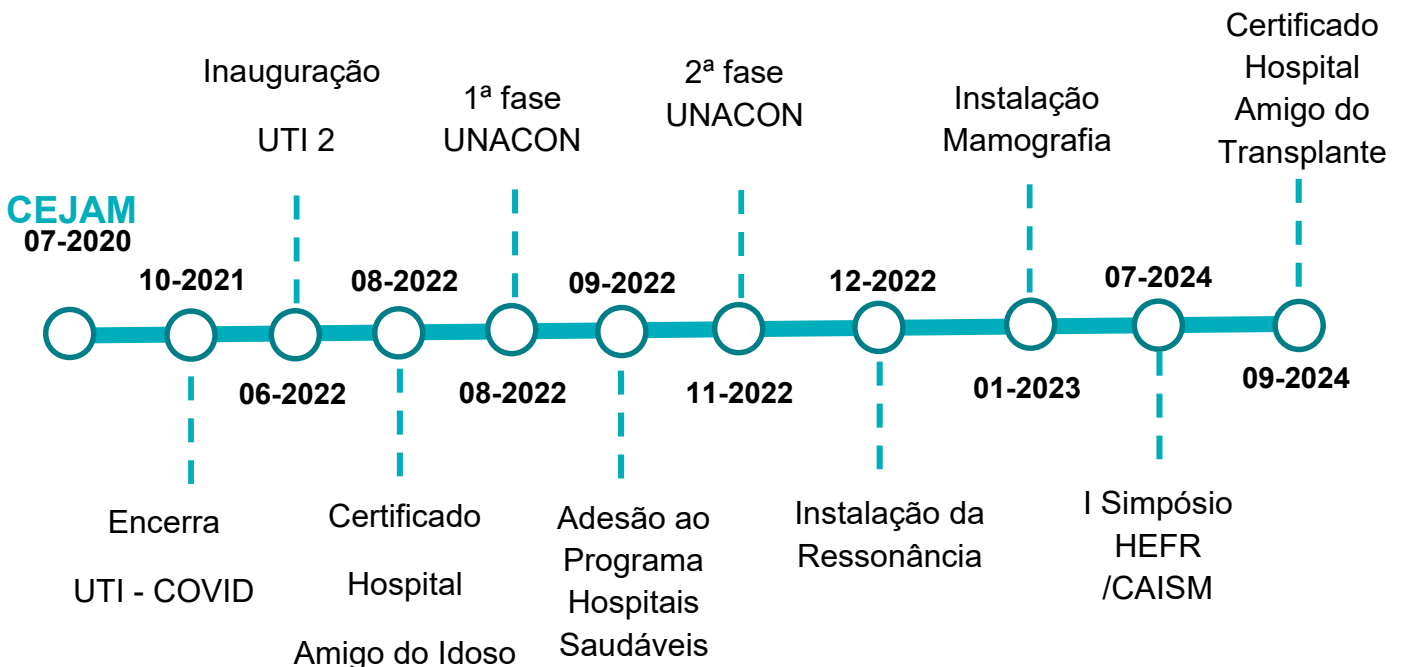 CEJAM
07-2020
10-2021
Encerra
UTI - COVID
Inauguração
UTI 2
06-2022
08-2022
Certificado
Hospital
Amigo do Idoso
1ª fase
UNACON
08-2022
09-2022
Adesão ao
Programa
Hospitais
Saudáveis
2ª fase
UNACON
11-2022
12-2022
Instalação da
Ressonância
Instalação
Mamografia
01-2023
07-2024
I Simpósio
HEFR
/CAISM
Certificado
Hospital
Amigo do
Transplante
09-2024